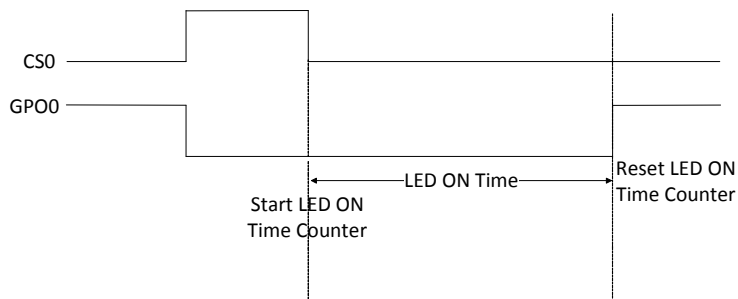 CS0
GPO0
LED ON Time
Start LED ON
Time Counter
Reset LED ON
Time Counter